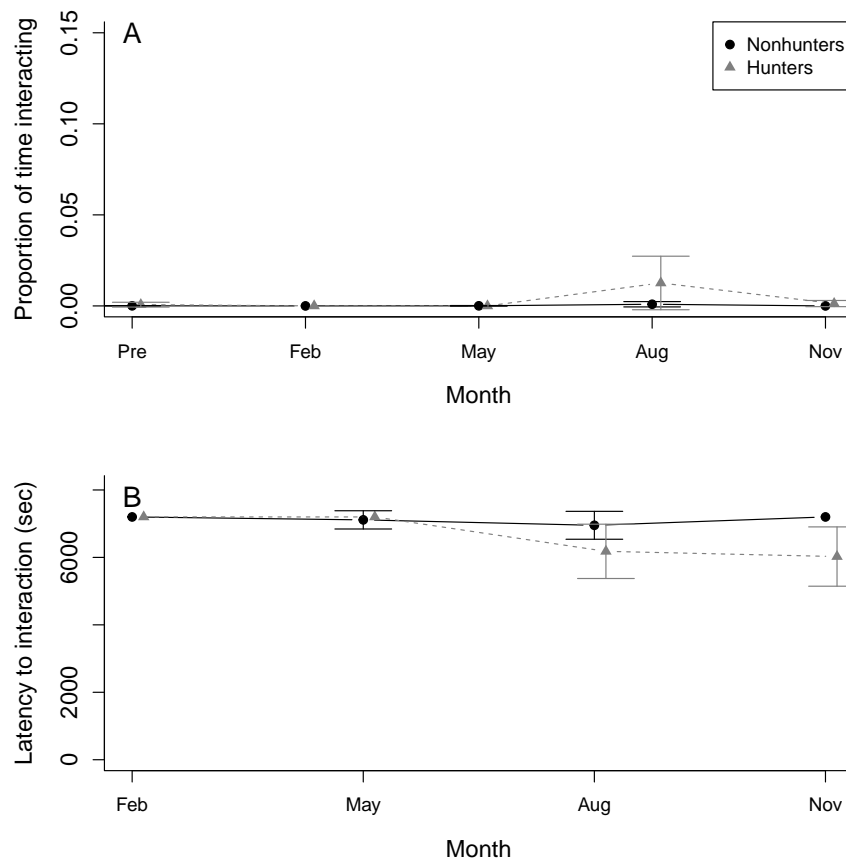 A
Nonhunters
Hunters
Proportion of time interacting
0.15
0.10
0.05
0.00
Pre Feb May Aug Nov
Month
B
Latency to interaction (sec)
6000
2000
0
Feb May Aug Nov
Month